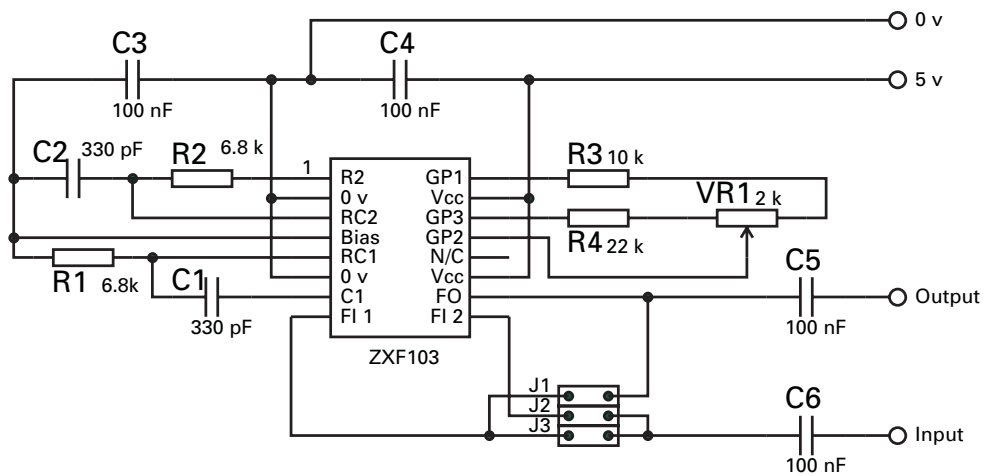 0 v
C3
C4
5 v
100 nF
100 nF
C2 330 pF
R2 6.8 k
1
R3 10 k
R2
GP1
VR1 2 k
0 v
Vcc
RC2
GP3
Bias
GP2
R4 22 k
RC1
N/C
R1 6.8k
C1
0 v
Vcc
C5
C1
FO
Output
330 pF
FI 1
FI 2
100 nF
ZXF103
J1
J2
J3
C6
Input
100 nF